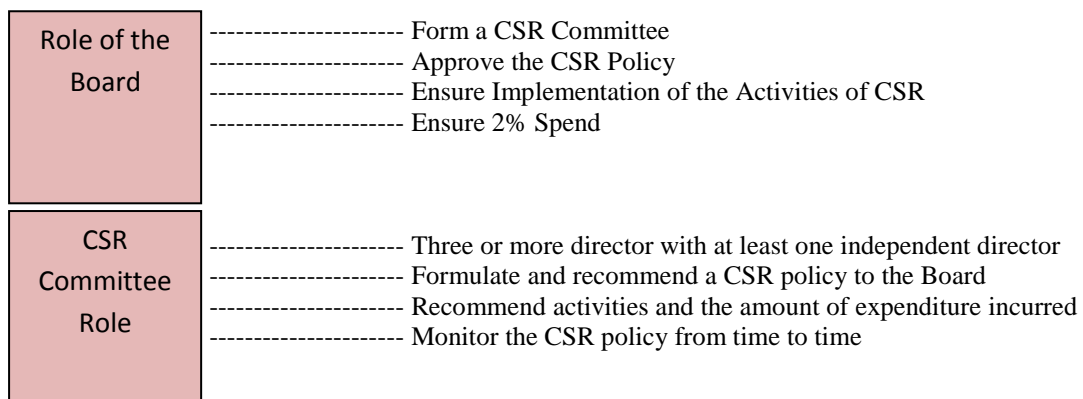 Role of the
Board
--------------------- Form a CSR Committee
--------------------- Approve the CSR Policy
--------------------- Ensure Implementation of the Activities of CSR
--------------------- Ensure 2% Spend
CSR
Committee
Role
--------------------- Three or more director with at least one independent director
--------------------- Formulate and recommend a CSR policy to the Board
--------------------- Recommend activities and the amount of expenditure incurred
--------------------- Monitor the CSR policy from time to time